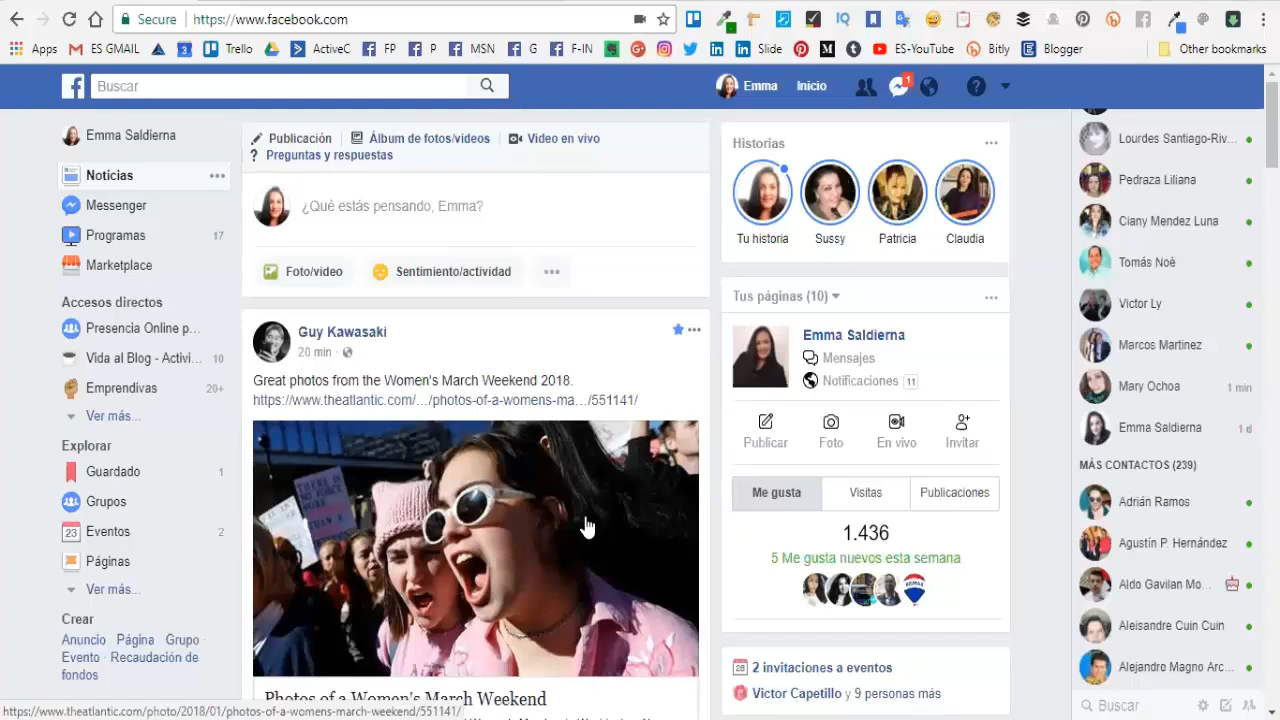 Secure https://www.facebook.com
Apps ES GMAIL Trello ActiveC FP P MSN G F-IN Slide ES-YouTube Bitly Blogger Other bookmarks
Buscar
Emma Inicio 1
Emma Saldierna
Noticias
Messenger
Programas 17
Marketplace
Accesos directos
Presencia Online p...
Vida al Blog - Activi... 10
Emprendivas 20+
Ver más...
Explorar
Guardado 1
Grupos
23 Eventos 2
Páginas
Ver más...
Crear
Anuncio Página Grupo
Evento · Recaudación de
fondos
Publicación Álbum de fotos/videos Video en vivo
Preguntas y respuestas
¿Qué estás pensando, Emma?
Foto/video Sentimiento/actividad
Guy Kawasaki
20 min ·
Great photos from the Women's March Weekend 2018.
https://www.theatlantic.com/.../photos-of-a-womens-ma.../551141/
Photos of a Women's March Weekend
https://www.theatlantic.com/photo/2018/01/photos-of-a-womens-march-weekend/551141/
Historias
Tu historia Sussy Patricia Claudia
Tus páginas (10)
Emma Saldierna
Mensajes
Notificaciones 11
Publicar Foto En vivo Invitar
Me gusta Visitas Publicaciones
1.436
5 Me gusta nuevos esta semana
28 2 invitaciones a eventos
Victor Capetillo y 9 personas más
Lourdes Santiago-Riv...
Pedraza Liliana
Ciany Mendez Luna
Tomás Noé
Victor Ly
Marcos Martinez
Mary Ochoa 1 min
Emma Saldierna 1 d
MÁS CONTACTOS (239)
Adrián Ramos
Agustín P. Hernández
Aldo Gavilan Mo...
Aleisandre Cuin Cuin
Alejandro Magno Arc...
Buscar